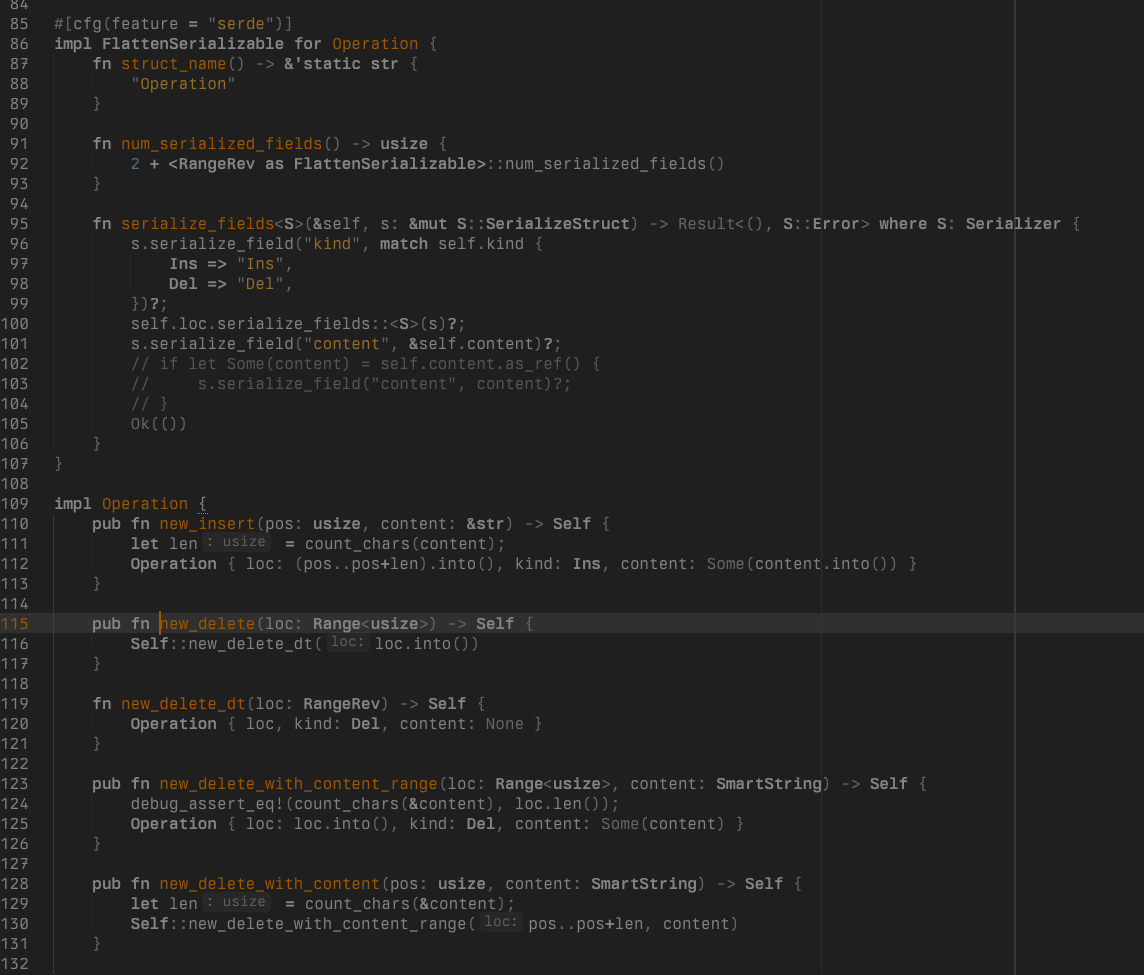 84
85 #[cfg(feature = "serde")]
86 impl FlattenSerializable for Operation {
87     fn struct_name() -> &'static str {
88         "Operation"
89     }
90
91     fn num_serialized_fields() -> usize {
92         2 + <RangeRev as FlattenSerializable>::num_serialized_fields()
93     }
94
95     fn serialize_fields<S>(&self, s: &mut S::SerializeStruct) -> Result<(), S::Error> where S: Serializer {
96         s.serialize_field("kind", match self.kind {
97             Ins => "Ins",
98             Del => "Del",
99         })?;
100         self.loc.serialize_fields::<S>(s)?;
101         s.serialize_field("content", &self.content)?;
102         // if let Some(content) = self.content.as_ref() {
103         //     s.serialize_field("content", content)?;
104         // }
105         Ok(())
106     }
107 }
108
109 impl Operation {
110     pub fn new_insert(pos: usize, content: &str) -> Self {
111         let len : usize = count_chars(content);
112         Operation { loc: (pos..pos+len).into(), kind: Ins, content: Some(content.into()) }
113     }
114
115     pub fn new_delete(loc: Range<usize>) -> Self {
116         Self::new_delete_dt( loc: loc.into())
117     }
118
119     fn new_delete_dt(loc: RangeRev) -> Self {
120         Operation { loc, kind: Del, content: None }
121     }
122
123     pub fn new_delete_with_content_range(loc: Range<usize>, content: SmartString) -> Self {
124         debug_assert_eq!(count_chars(&content), loc.len());
125         Operation { loc: loc.into(), kind: Del, content: Some(content) }
126     }
127
128     pub fn new_delete_with_content(pos: usize, content: SmartString) -> Self {
129         let len : usize = count_chars(&content);
130         Self::new_delete_with_content_range( loc: pos..pos+len, content)
131     }
132